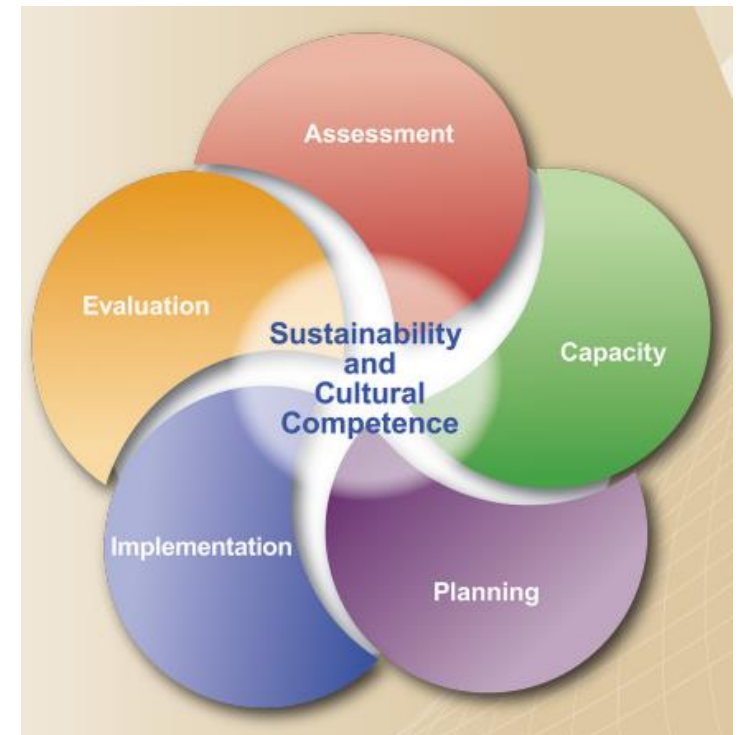 Assessment
Capacity
Planning
Implementation
Evaluation
Sustainability
and
Cultural
Competence